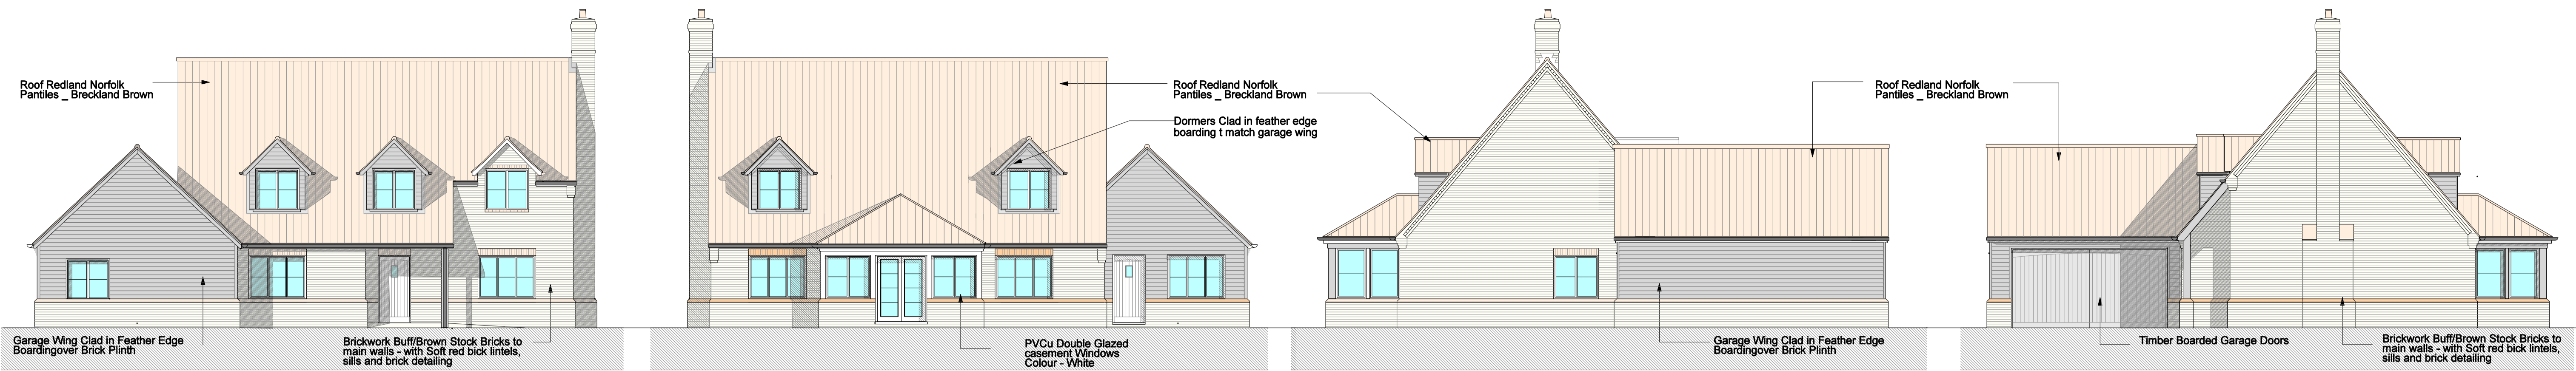 Roof Redland Norfolk
Pantiles _ Breckland Brown
Garage Wing Clad in Feather Edge
Boardingover Brick Plinth
Brickwork Buff/Brown Stock Bricks to
main walls - with Soft red bick lintels,
sills and brick detailing
Roof Redland Norfolk
Pantiles _ Breckland Brown
Dormers Clad in feather edge
boarding t match garage wing
PVCu Double Glazed
casement Windows
Colour - White
Garage Wing Clad in Feather Edge
Boardingover Brick Plinth
Roof Redland Norfolk
Pantiles _ Breckland Brown
Timber Boarded Garage Doors
Brickwork Buff/Brown Stock Bricks to
main walls - with Soft red bick lintels,
sills and brick detailing